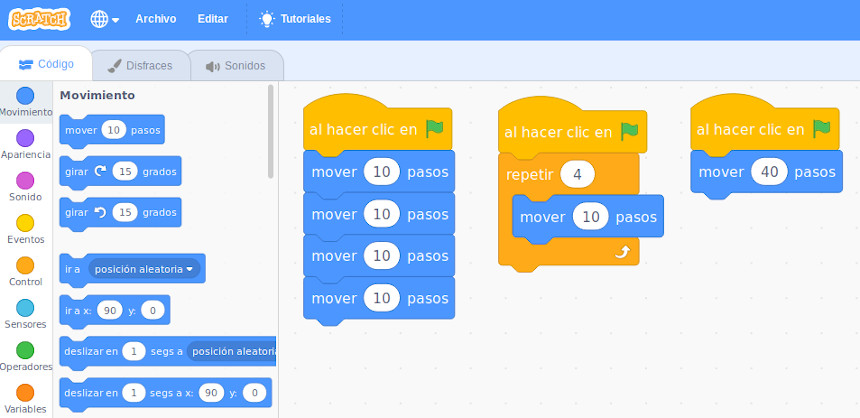 SCRATCH Archivo Editar Tutoriales
Código Disfraces Sonidos
Movimiento
Apariencia
Sonido
Eventos
Control
Sensores
Operadores
Variables
Movimiento
mover 10 pasos
girar 15 grados
girar 15 grados
ir a posición aleatoria
ir a x: 90 y: 0
deslizar en 1 segs a posición aleatoria
deslizar en 1 segs a x: 90 y: 0
al hacer clic en
mover 10 pasos
mover 10 pasos
mover 10 pasos
mover 10 pasos
al hacer clic en
repetir 4
mover 10 pasos
al hacer clic en
mover 40 pasos